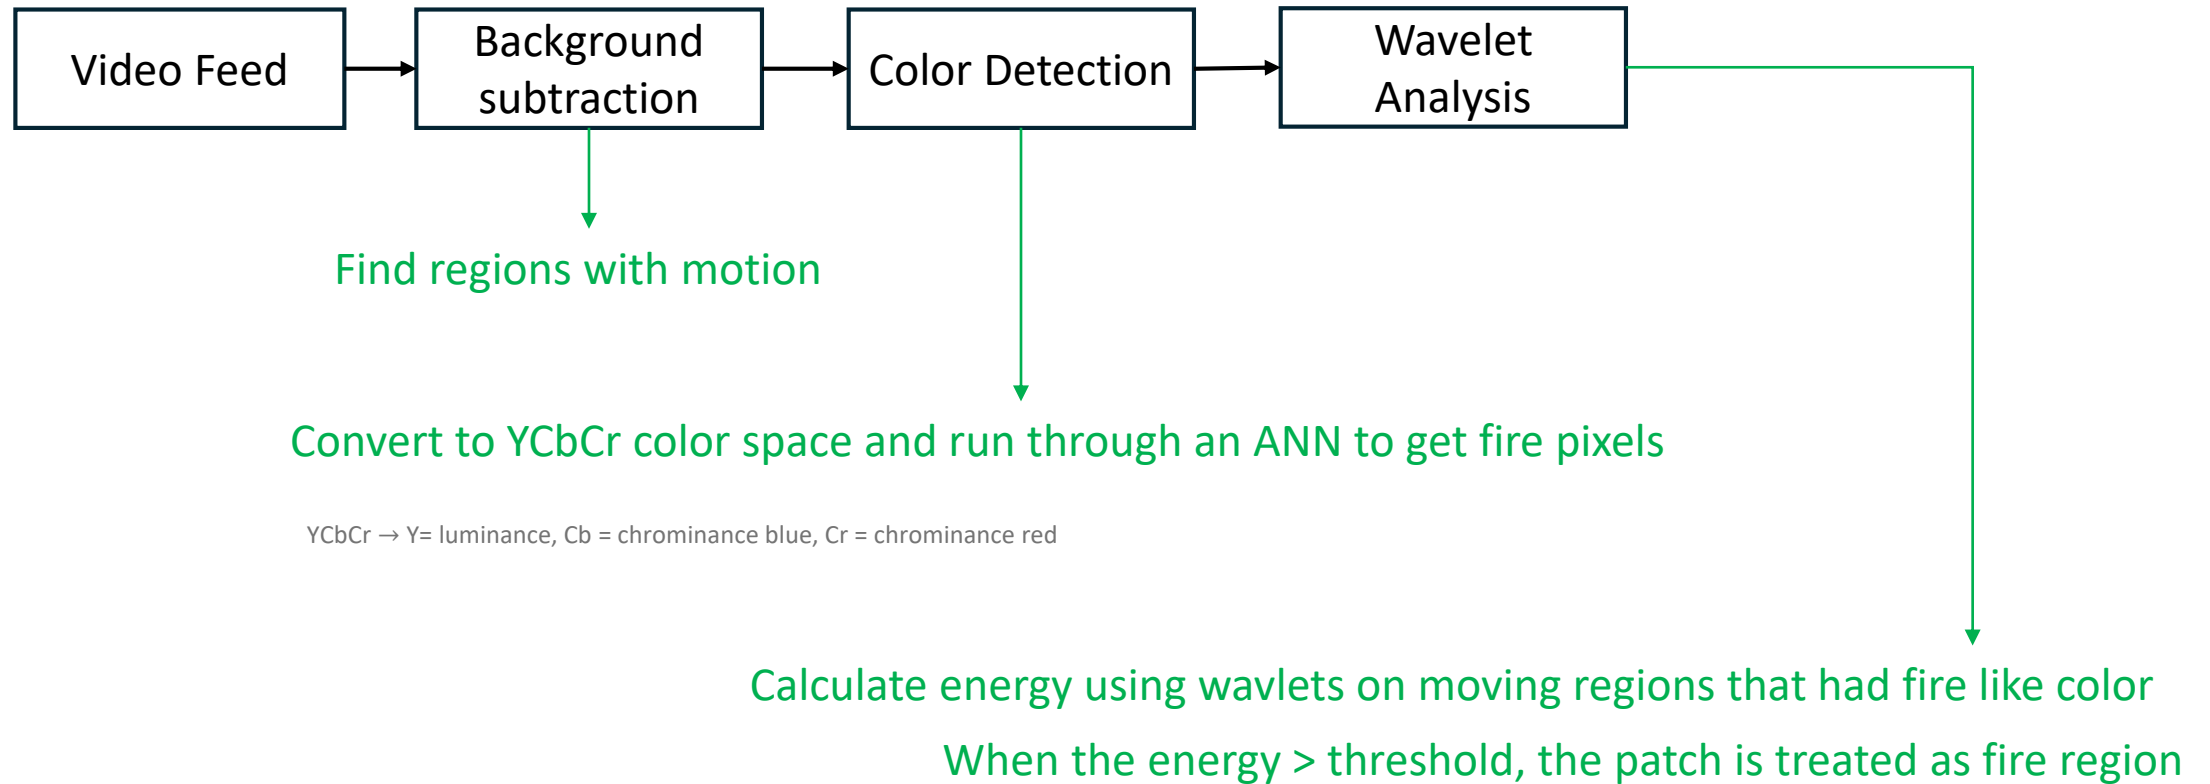 Video Feed
Background
subtraction
Color Detection
Wavelet
Analysis
Find regions with motion
Convert to YCbCr color space and run through an ANN to get fire pixels
YCbCr → Y= luminance, Cb = chrominance blue, Cr = chrominance red
Calculate energy using wavlets on moving regions that had fire like color
When the energy > threshold, the patch is treated as fire region